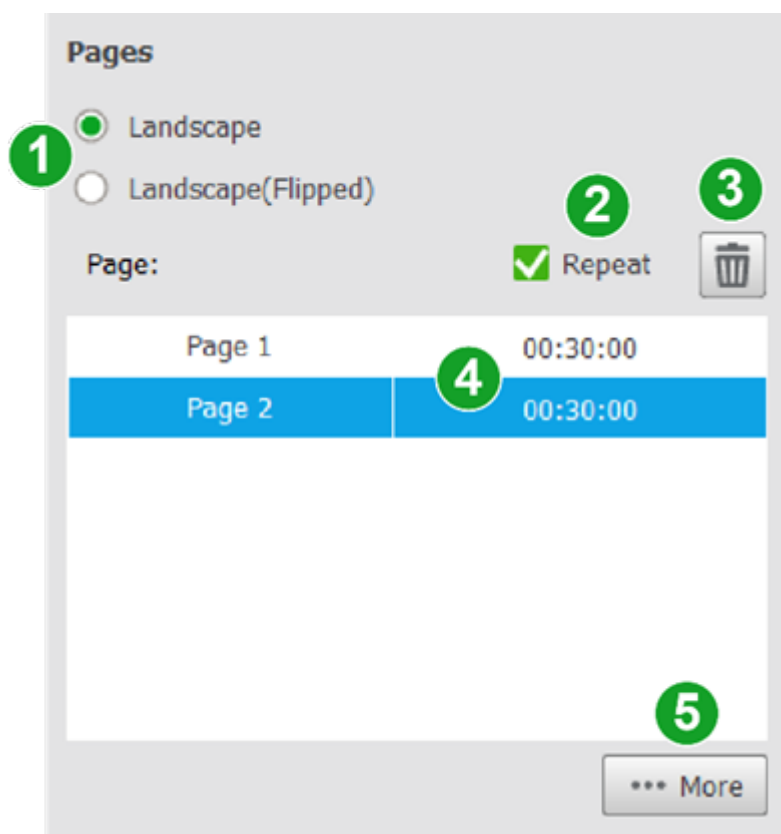 Pages
1
Landscape
Landscape(Flipped)
2
3
Page:
Repeat
Page 1 00:30:00
4
Page 2 00:30:00
5
••• More